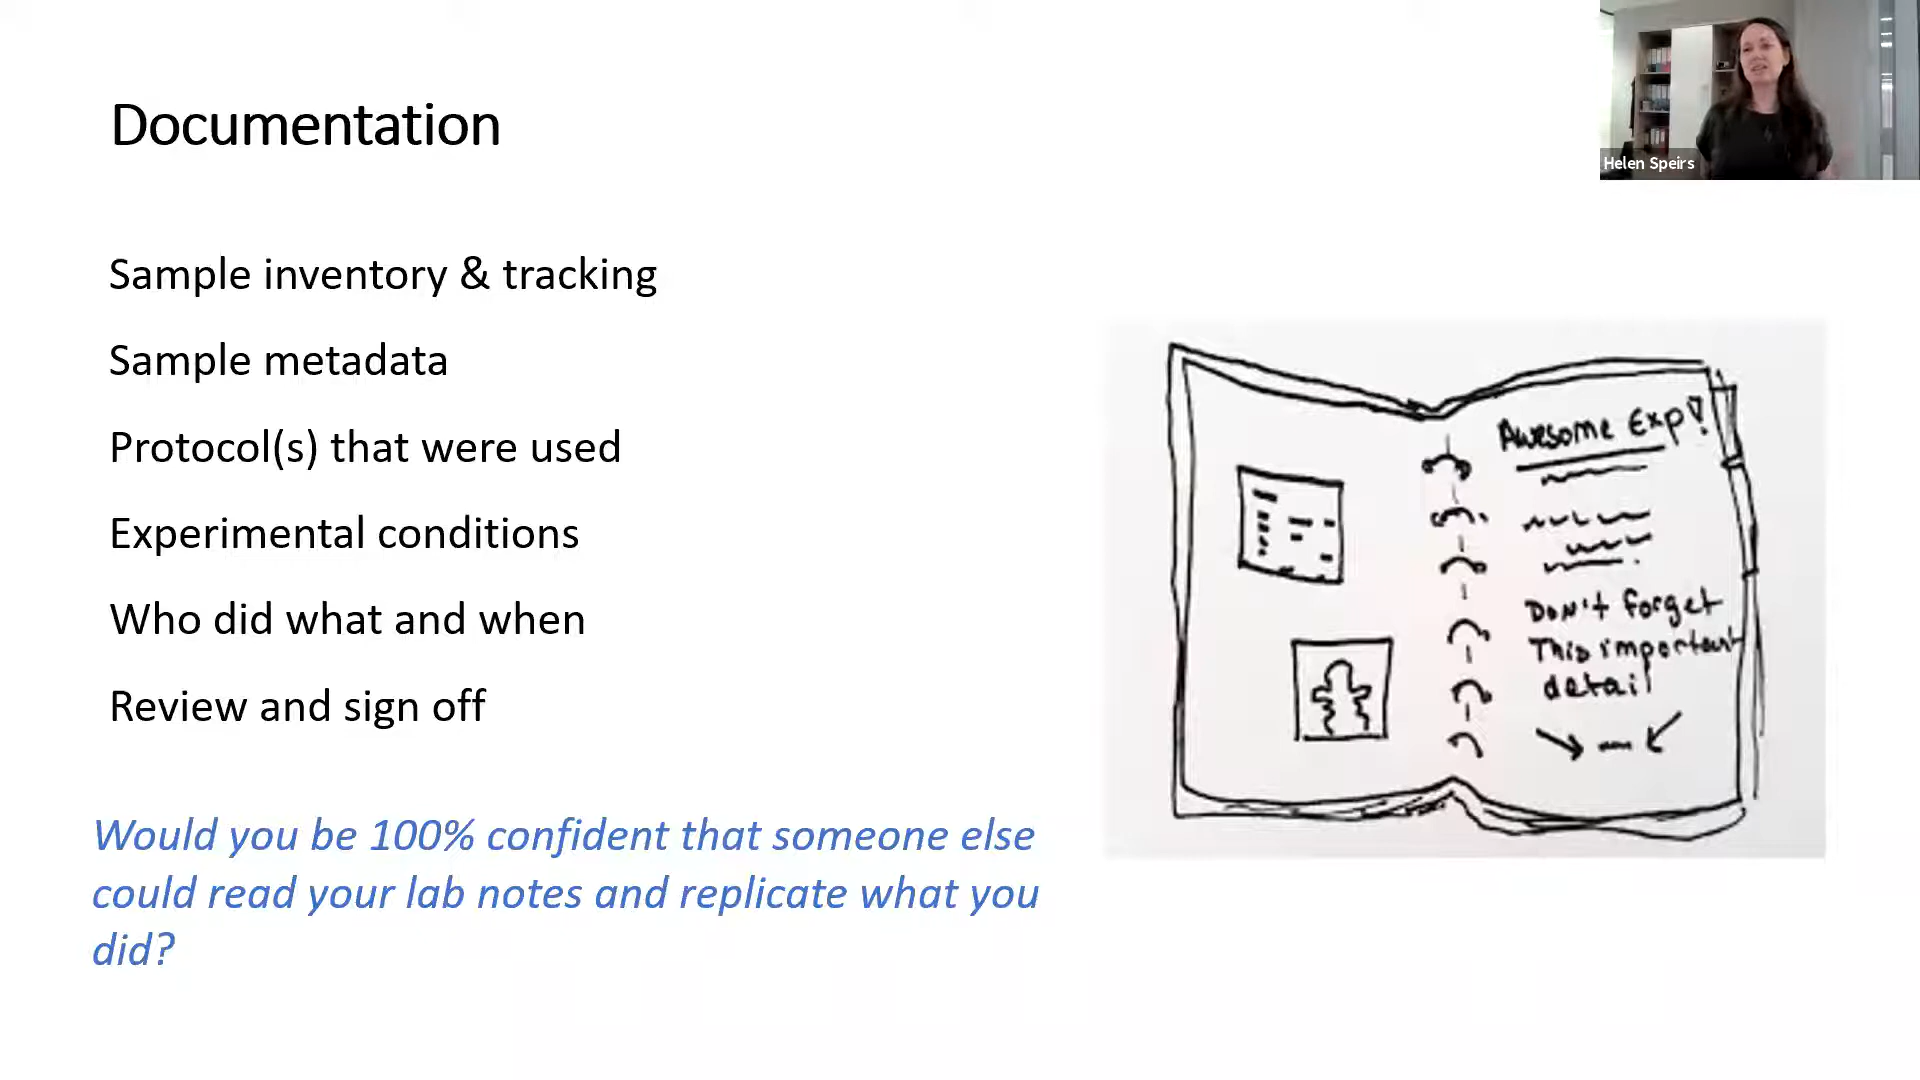 Documentation
Helen Speirs
Sample inventory & tracking
Sample metadata
Protocol(s) that were used
Experimental conditions
Who did what and when
Review and sign off
Would you be 100% confident that someone else
could read your lab notes and replicate what you
did?
Awesome Exp!
Don't forget
This important
detail